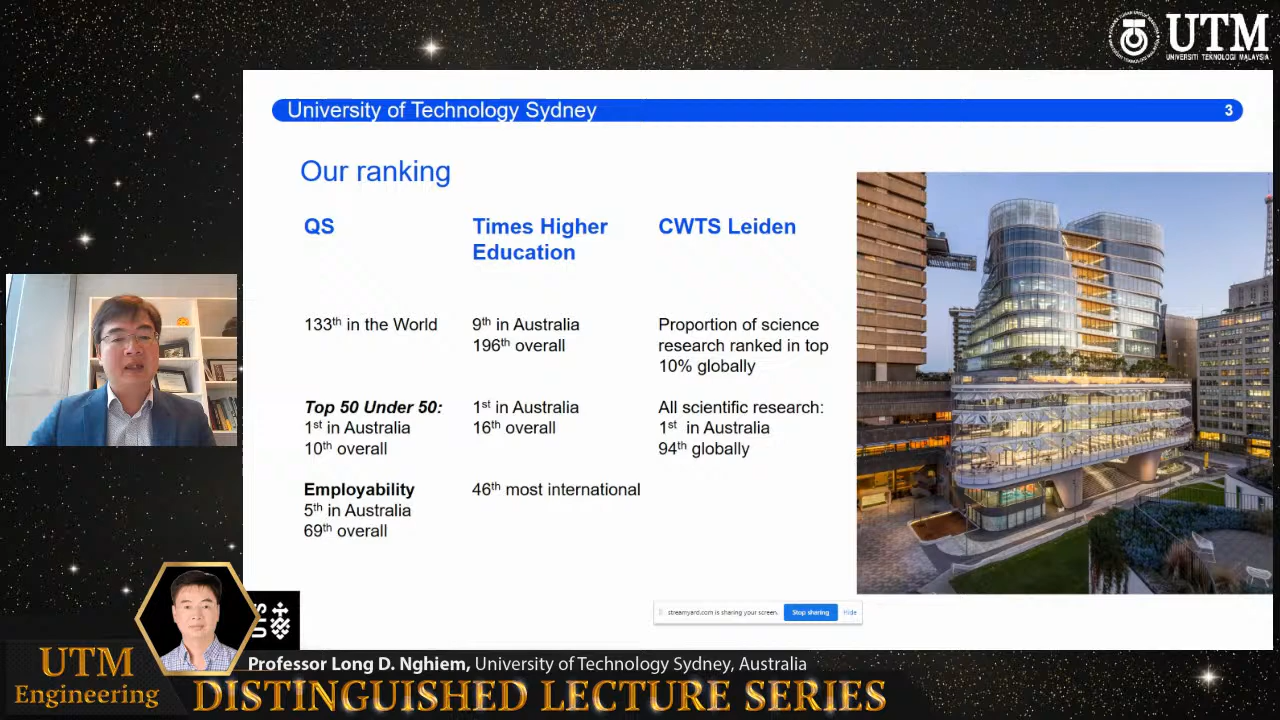 UTM
UNIVERSITI TEKNOLOGI MALAYSIA
University of Technology Sydney
3
Our ranking
QS
Times Higher
Education
CWTS Leiden
133th in the World
9th in Australia
196th overall
Proportion of science
research ranked in top
10% globally
Top 50 Under 50:
1st in Australia
10th overall
1st in Australia
16th overall
All scientific research:
1st in Australia
94th globally
Employability
5th in Australia
69th overall
46th most international
streamyard.com is sharing your screen.
Stop sharing
Hide
UTM
Engineering
Professor Long D. Nghiem, University of Technology Sydney, Australia
DISTINGUISHED LECTURE SERIES